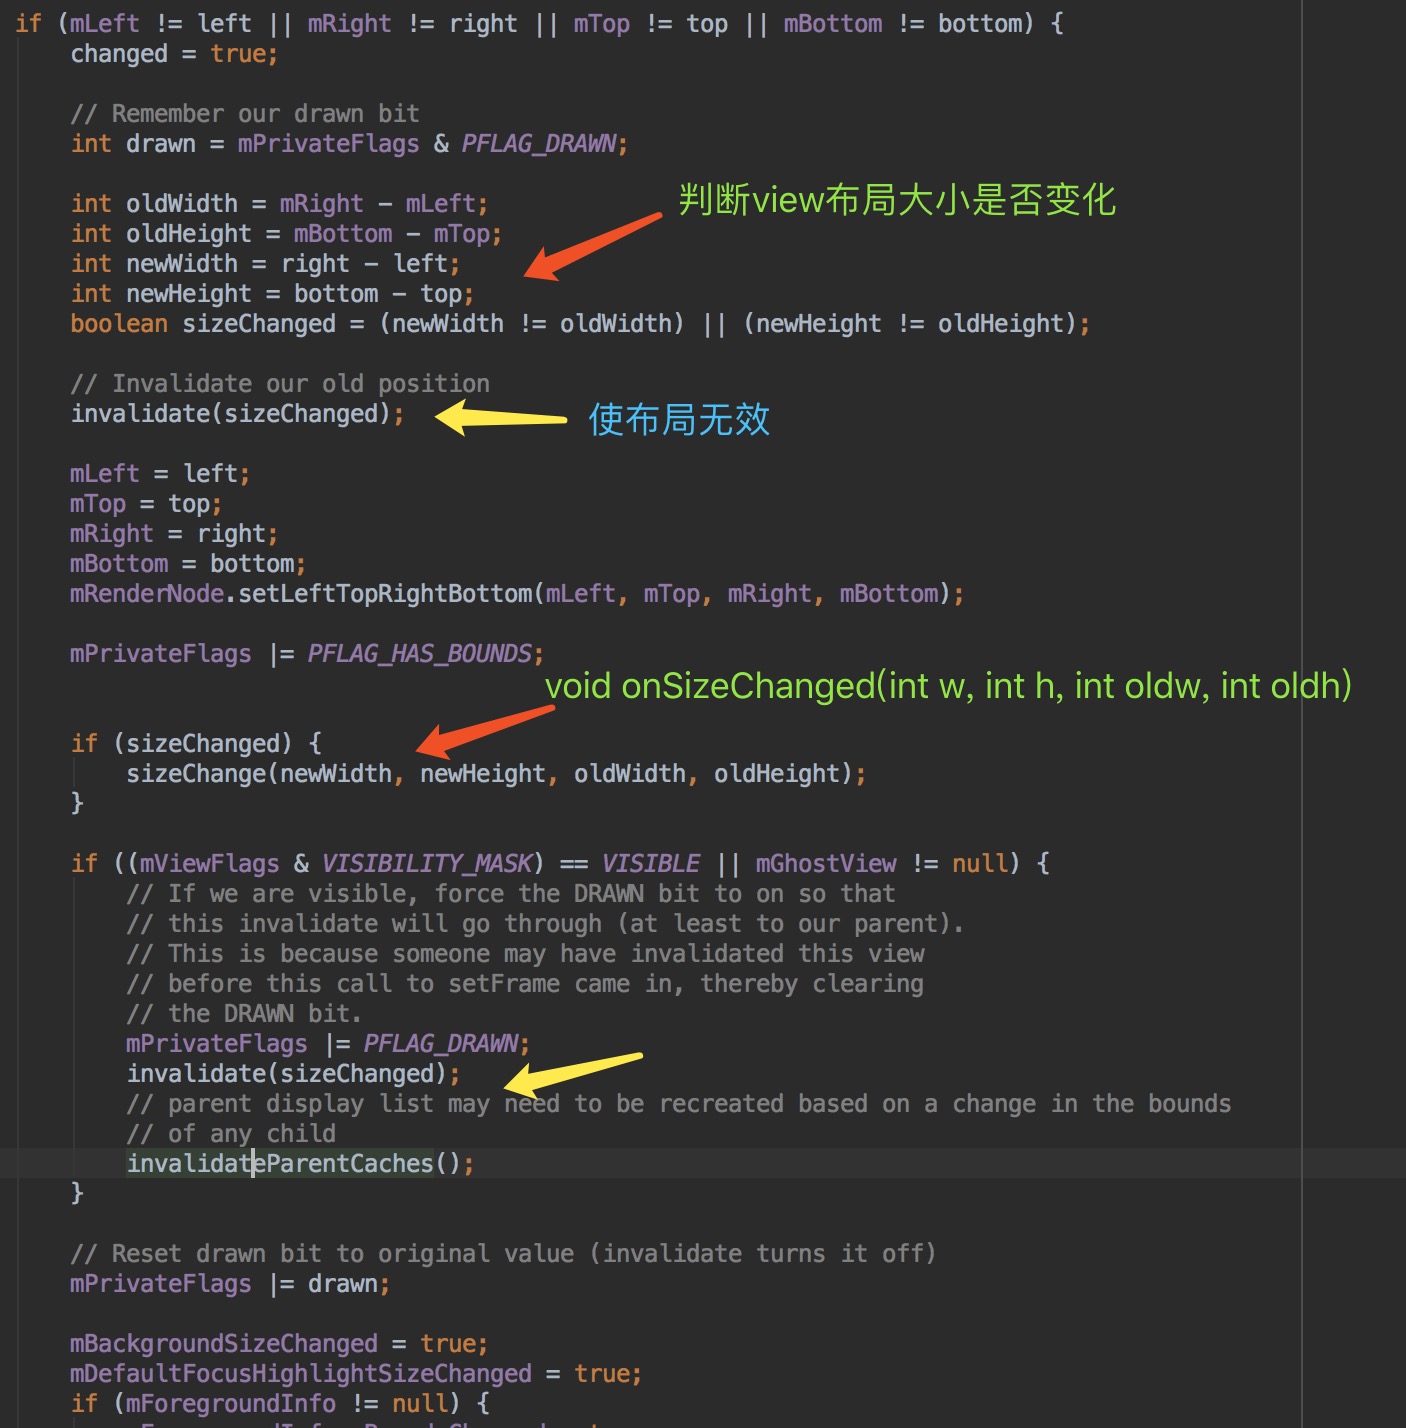 if (mLeft != left || mRight != right || mTop != top || mBottom != bottom) {
changed = true;
// Remember our drawn bit
int drawn = mPrivateFlags & PFLAG_DRAWN;
判断view布局大小是否变化
int oldWidth = mRight - mLeft;
int oldHeight = mBottom - mTop;
int newWidth = right - left;
int newHeight = bottom - top;
boolean sizeChanged = (newWidth != oldWidth) || (newHeight != oldHeight);
// Invalidate our old position
invalidate(sizeChanged);
使布局无效
mLeft = left;
mTop = top;
mRight = right;
mBottom = bottom;
mRenderNode.setLeftTopRightBottom(mLeft, mTop, mRight, mBottom);
mPrivateFlags |= PFLAG_HAS_BOUNDS;
void onSizeChanged(int w, int h, int oldw, int oldh)
if (sizeChanged) {
sizeChange(newWidth, newHeight, oldWidth, oldHeight);
}
if ((mViewFlags & VISIBILITY_MASK) == VISIBLE || mGhostView != null) {
// If we are visible, force the DRAWN bit to on so that
// this invalidate will go through (at least to our parent).
// This is because someone may have invalidated this view
// before this call to setFrame came in, thereby clearing
// the DRAWN bit.
mPrivateFlags |= PFLAG_DRAWN;
invalidate(sizeChanged);
// parent display list may need to be recreated based on a change in the bounds
// of any child
invalidateParentCaches();
}
// Reset drawn bit to original value (invalidate turns it off)
mPrivateFlags |= drawn;
mBackgroundSizeChanged = true;
mDefaultFocusHighlightSizeChanged = true;
if (mForegroundInfo != null) {